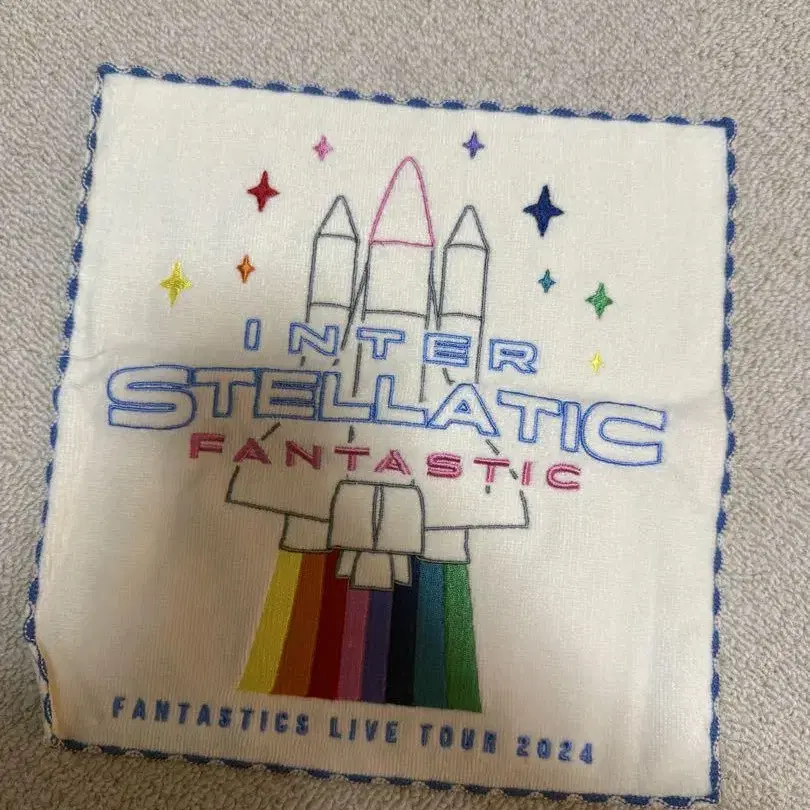 INTER
STELLATIC
FANTASTIC
FANTASTICS LIVE TOUR 2024